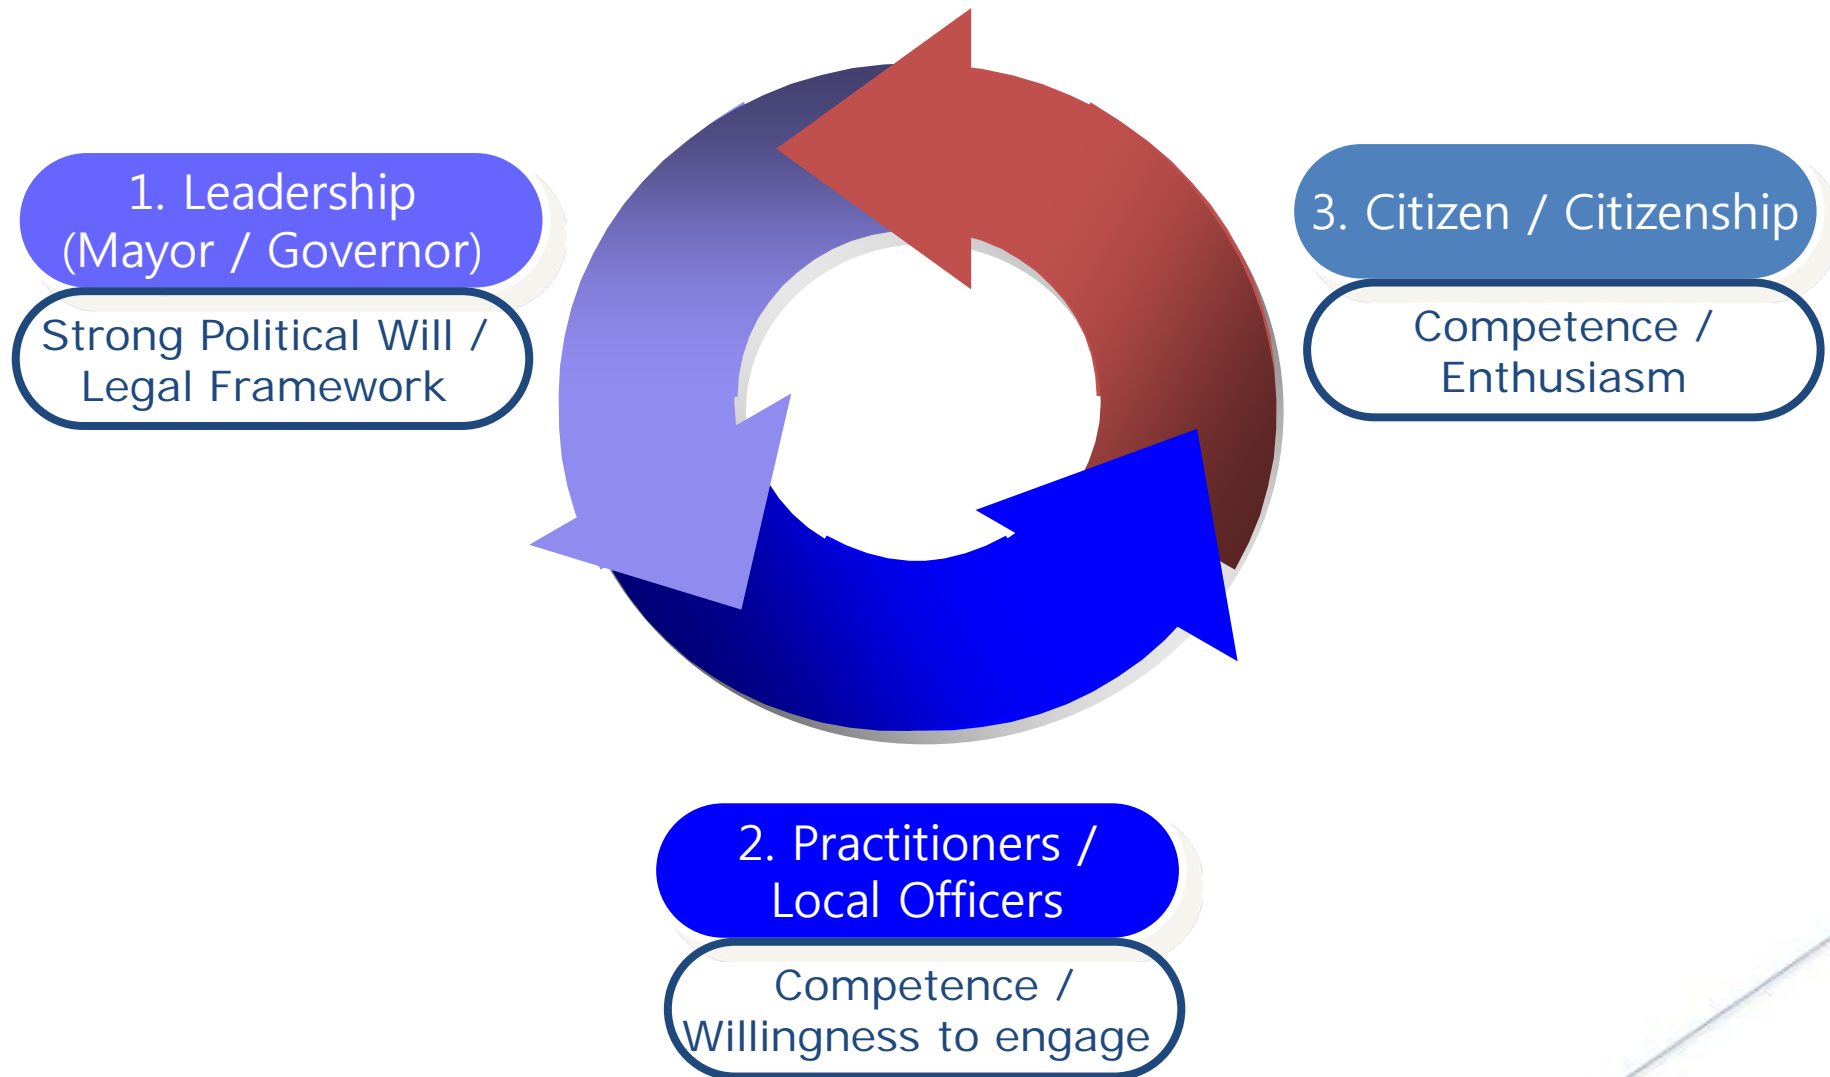 1. Leadership
(Mayor / Governor)
Strong Political Will /
Legal Framework
3. Citizen / Citizenship
Competence /
Enthusiasm
2. Practitioners /
Local Officers
Competence /
Willingness to engage